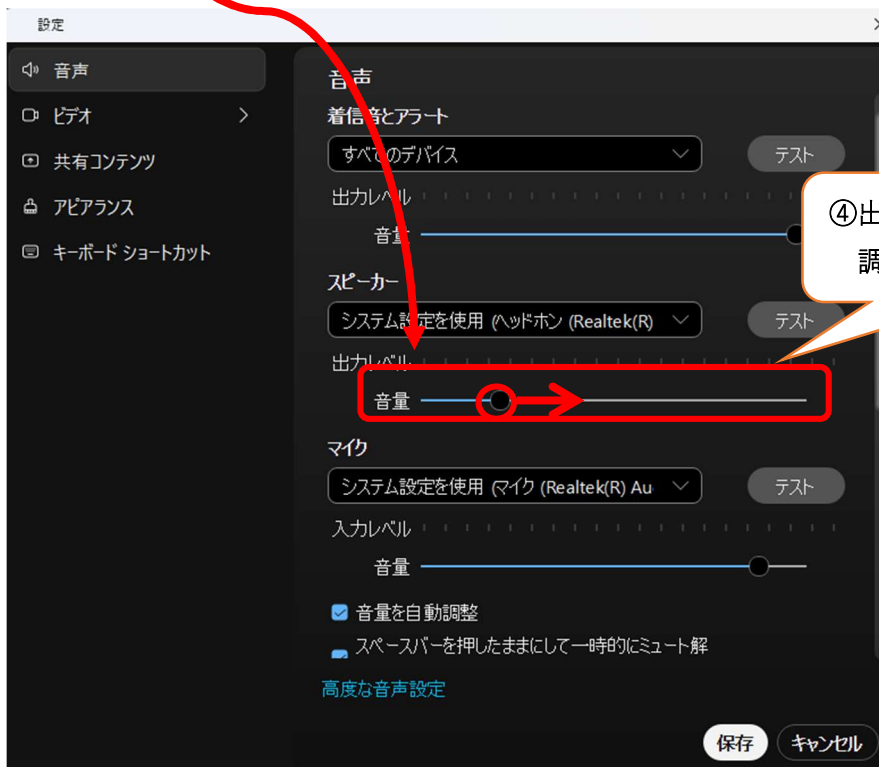 設定
音声
ビデオ
共有コンテンツ
アピアランス
キーボード ショートカット
音声
着信音とアラート
すべてのデバイス
テスト
出力レベル
音量
スピーカー
システム設定を使用 (ヘッドホン (Realtek(R)
テスト
出力レベル
音量
マイク
システム設定を使用 (マイク (Realtek(R) Au
テスト
入力レベル
音量
音量を自動調整
スペースバーを押したままにして一時的にミュート解
高度な音声設定
保存
キャンセル
④出
調